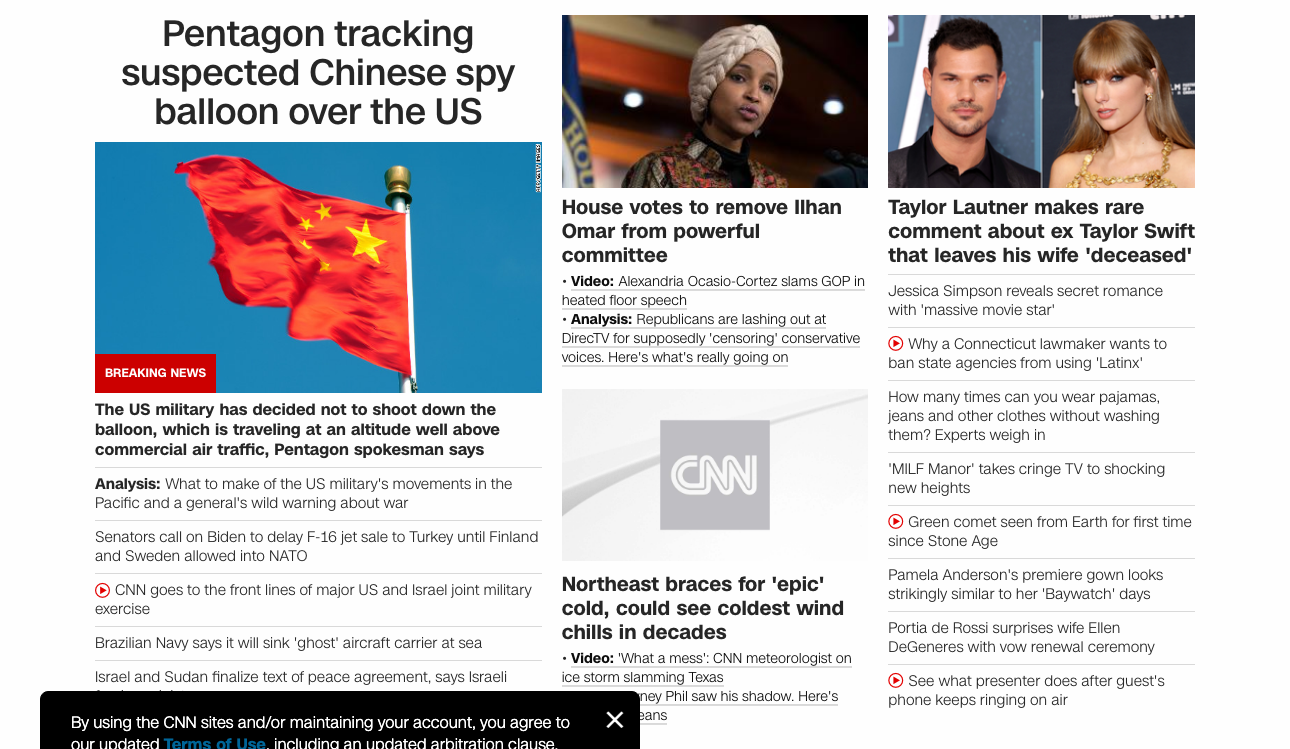 Pentagon tracking
suspected Chinese spy
balloon over the US
BREAKING NEWS
The US military has decided not to shoot down the
balloon, which is traveling at an altitude well above
commercial air traffic, Pentagon spokesman says
Analysis: What to make of the US military's movements in the
Pacific and a general's wild warning about war
Senators call on Biden to delay F-16 jet sale to Turkey until Finland
and Sweden allowed into NATO
CNN goes to the front lines of major US and Israel joint military
exercise
Brazilian Navy says it will sink 'ghost' aircraft carrier at sea
Israel and Sudan finalize text of peace agreement, says Israeli
House votes to remove Ilhan
Omar from powerful
committee
• Video: Alexandria Ocasio-Cortez slams GOP in
heated floor speech
• Analysis: Republicans are lashing out at
DirecTV for supposedly 'censoring' conservative
voices. Here's what's really going on
CNN
Northeast braces for 'epic'
cold, could see coldest wind
chills in decades
• Video: 'What a mess': CNN meteorologist on
ice storm slamming Texas
Phil saw his shadow. Here's
Taylor Lautner makes rare
comment about ex Taylor Swift
that leaves his wife 'deceased'
Jessica Simpson reveals secret romance
with 'massive movie star'
Why a Connecticut lawmaker wants to
ban state agencies from using 'Latinx'
How many times can you wear pajamas,
jeans and other clothes without washing
them? Experts weigh in
'MILF Manor' takes cringe TV to shocking
new heights
Green comet seen from Earth for first time
since Stone Age
Pamela Anderson's premiere gown looks
strikingly similar to her 'Baywatch' days
Portia de Rossi surprises wife Ellen
DeGeneres with vow renewal ceremony
See what presenter does after guest's
phone keeps ringing on air
By using the CNN sites and/or maintaining your account, you agree to
our updated Terms of Use, including an updated arbitration clause.